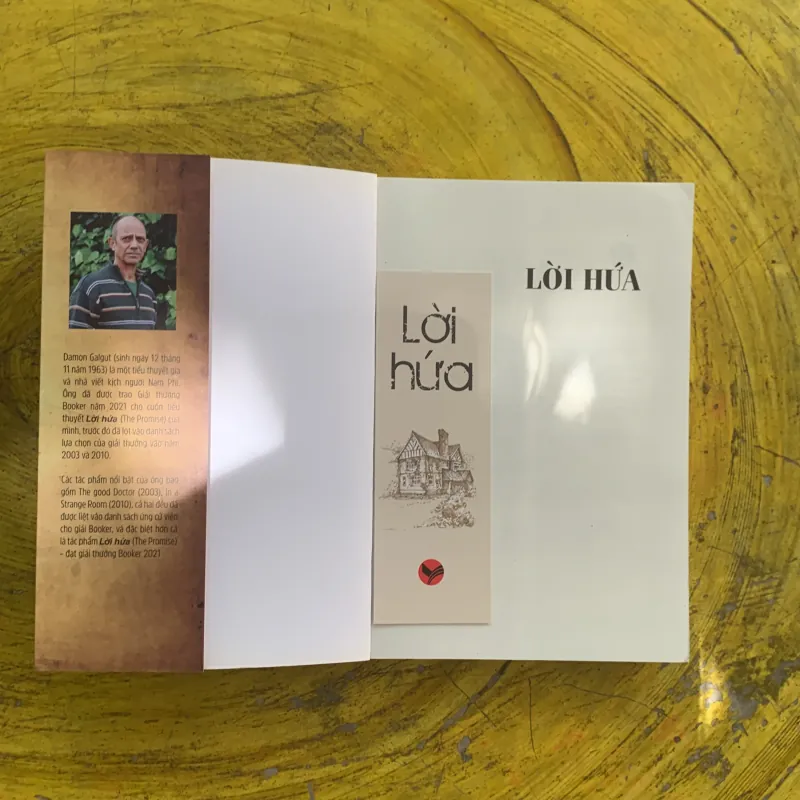 Damon Galgut (sinh ngày 12 tháng
11 năm 1963) là một tiểu thuyết gia
và nhà viết kịch người Nam Phi.
Ông đã được trao Giải thưởng
Booker năm 2021 cho cuốn tiểu
thuyết Lời hứa (The Promise) của
mình, trước đó đã lọt vào danh sách
lựa chọn của giải thưởng vào năm
2003 và 2010.
Các tác phẩm nổi bật của ông bao
gồm The good Doctor (2003), In a
Strange Room (2010), cả hai đều đã
được liệt vào danh sách ứng cử viên
cho giải Booker, và đặc biệt hơn cả
là tác phẩm Lời hứa (The Promise)
- đạt giải thưởng Booker 2021
Lời
hứa
LỜI HỨA